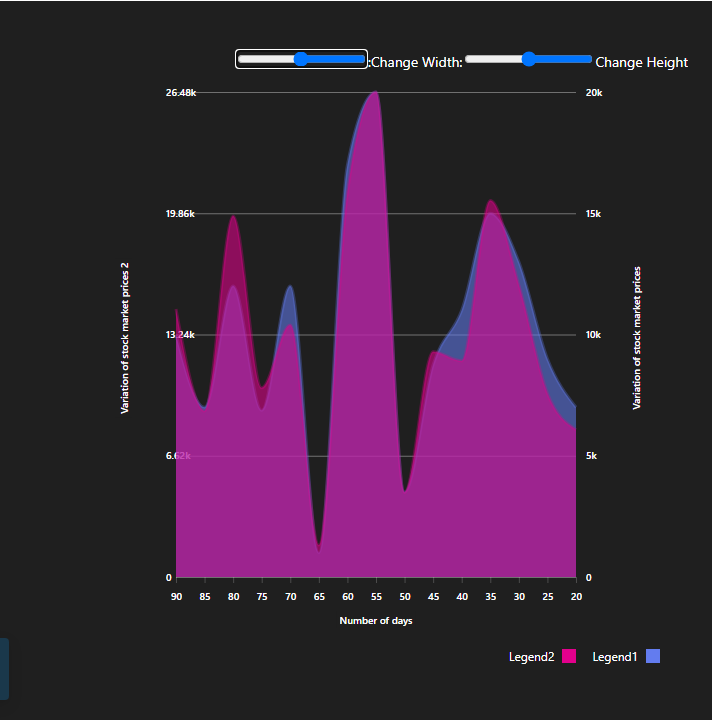 :Change Width: Change Height
26.48k 20k
19.86k 15k
13.24k 10k
6.62k 5k
0 0
Variation of stock market prices 2
Variation of stock market prices
90 85 80 75 70 65 60 55 50 45 40 35 30 25 20
Number of days
Legend2 Legend1